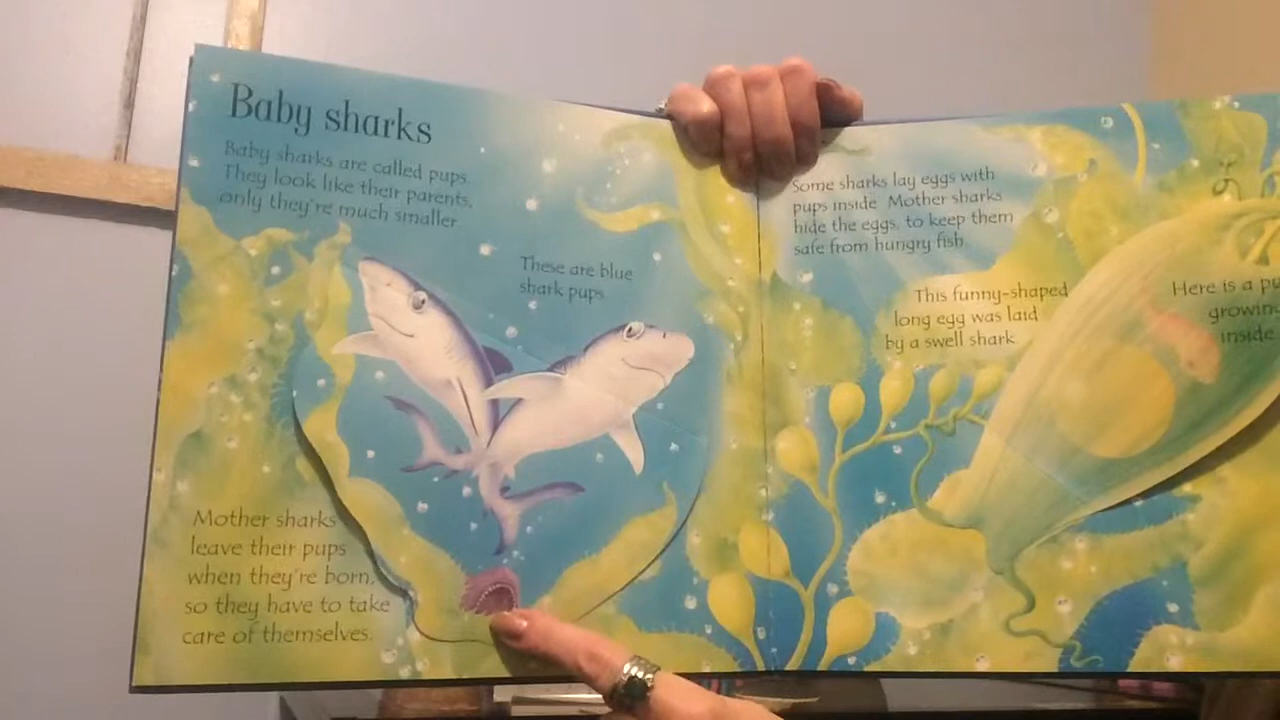 Baby sharks
Baby sharks are called pups.
They look like their parents,
only they're much smaller
These are blue
shark pups
Mother sharks
leave their pups
when they're born,
so they have to take
care of themselves.
Some sharks lay eggs with
pups inside. Mother sharks
hide the eggs, to keep them
safe from hungry fish
This funny-shaped
long egg was laid
by a swell shark.
Here is a
growing
inside.